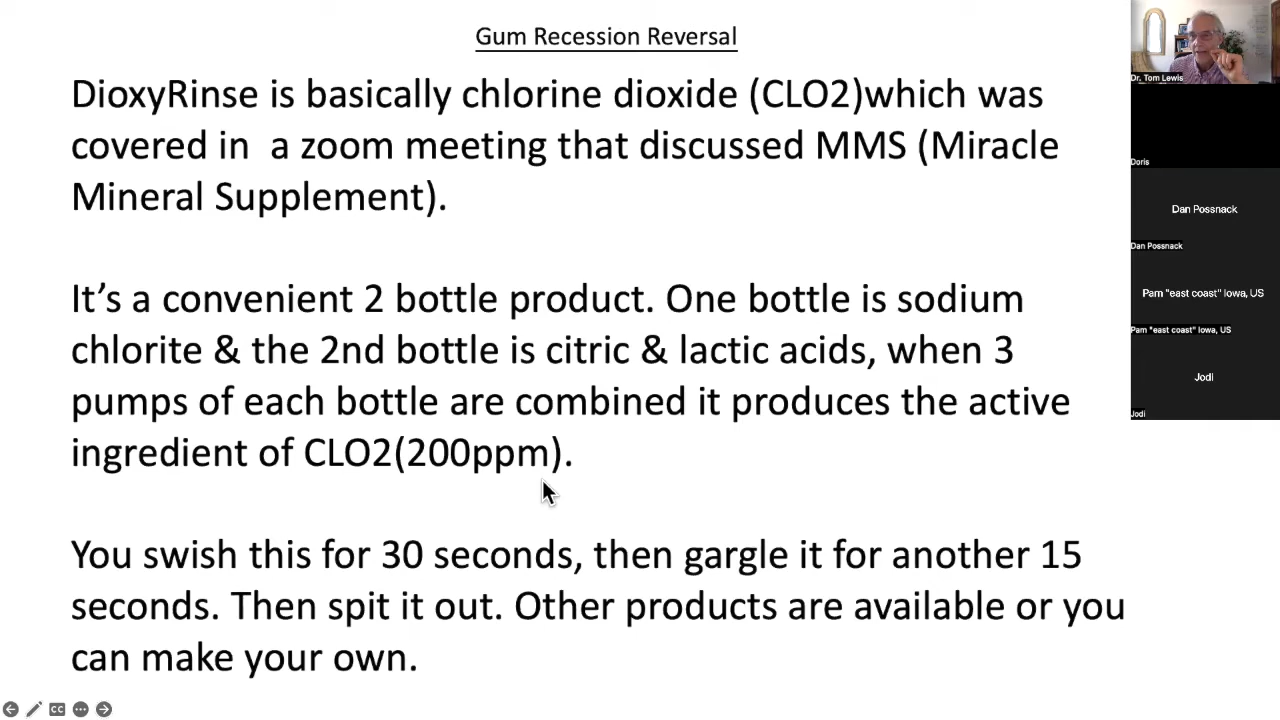 Gum Recession Reversal
DioxyRinse is basically chlorine dioxide (CLO2)which was
covered in  a zoom meeting that discussed MMS (Miracle
Mineral Supplement).
It’s a convenient 2 bottle product. One bottle is sodium
chlorite & the 2nd bottle is citric & lactic acids, when 3
pumps of each bottle are combined it produces the active
ingredient of CLO2(200ppm).
You swish this for 30 seconds, then gargle it for another 15
seconds. Then spit it out. Other products are available or you
can make your own.
Dr. Tom Lewis
Doris
Dan Possnack
Dan Possnack
Pam "east coast" Iowa, US
Pam "east coast" Iowa, US
Jodi
Jodi
CC